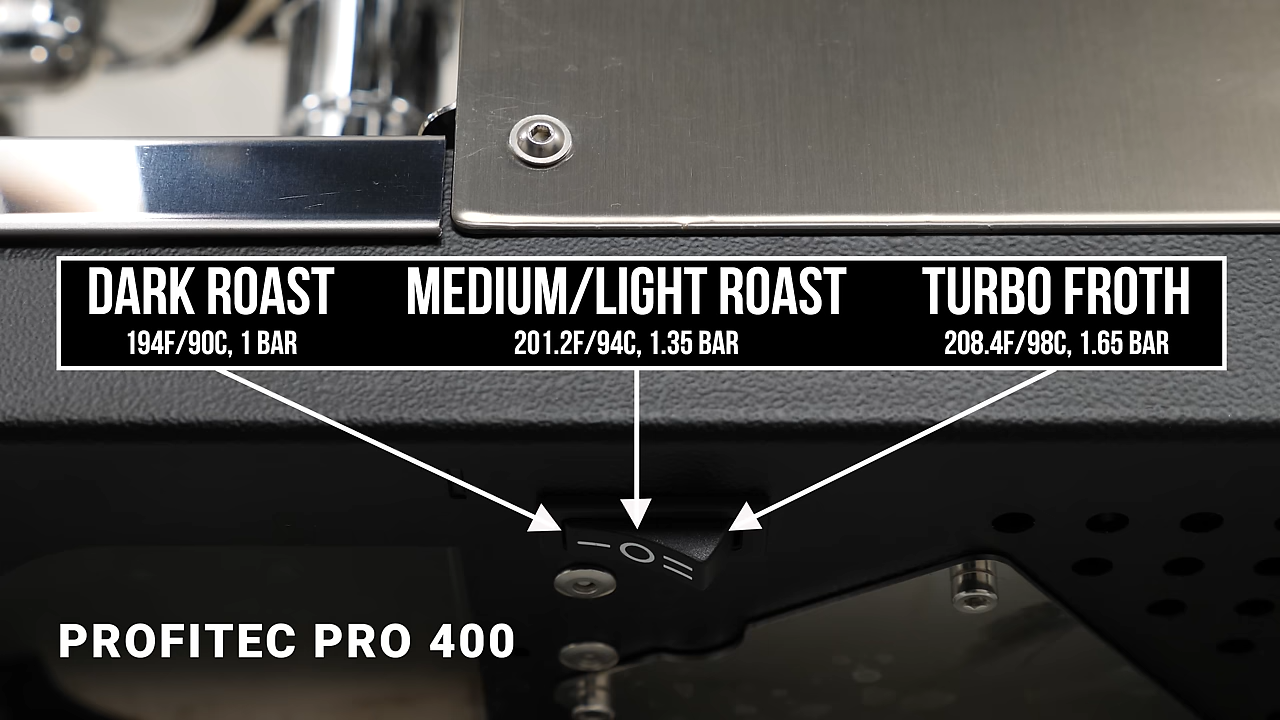 DARK ROAST MEDIUM/LIGHT ROAST TURBO FROTH
194F/90C, 1 BAR 201.2F/94C, 1.35 BAR 208.4F/98C, 1.65 BAR
— O =
PROFITEC PRO 400